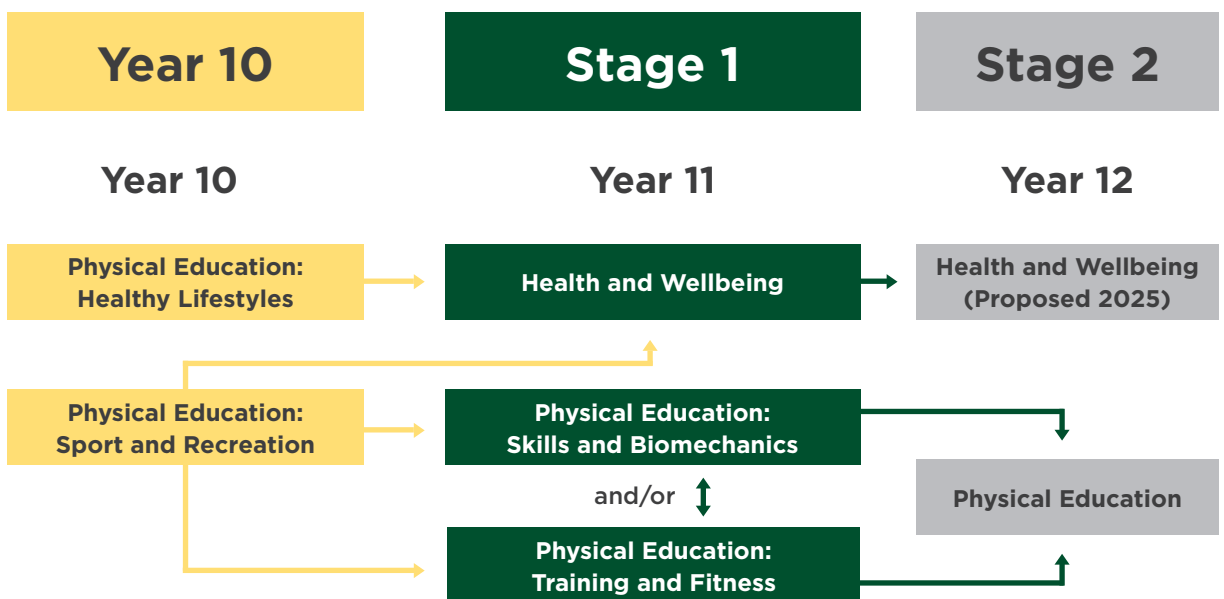 Year 10
Stage 1
Stage 2
Year 10
Year 11
Year 12
Physical Education:
Healthy Lifestyles
Health and Wellbeing
Health and Wellbeing
(Proposed 2025)
Physical Education:
Sport and Recreation
Physical Education:
Skills and Biomechanics
and/or
Physical Education:
Training and Fitness
Physical Education